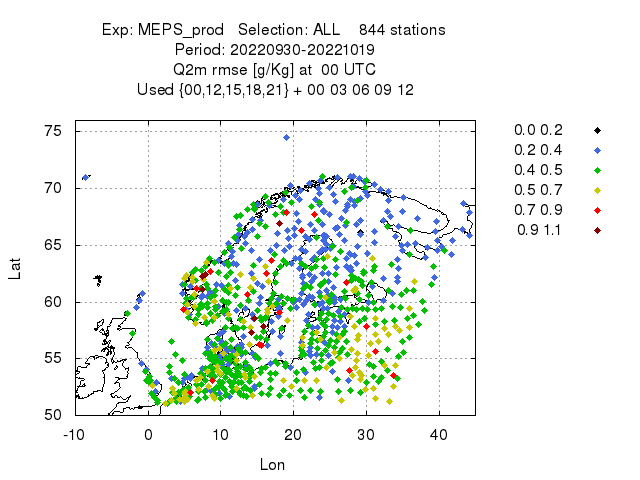 Exp: MEPS_prod   Selection: ALL    844 stations
Period: 20220930-20221019
Q2m rmse [g/Kg] at  00 UTC
Used {00,12,15,18,21} + 00 03 06 09 12
0.0 0.2
0.2 0.4
0.4 0.5
0.5 0.7
0.7 0.9
0.9 1.1
75
70
65
60
55
50
Lat
-10 0 10 20 30 40
Lon